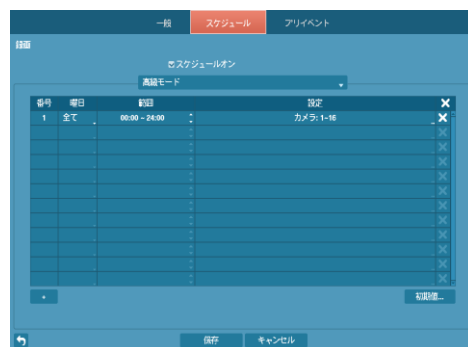 一般 スケジュール プリイベント
録画
スケジュールオン
高級モード
番号 曜日 範囲 設定
1 全て 00:00 ~ 24:00 カメラ: 1-16
+
初期値...
保存 キャンセル